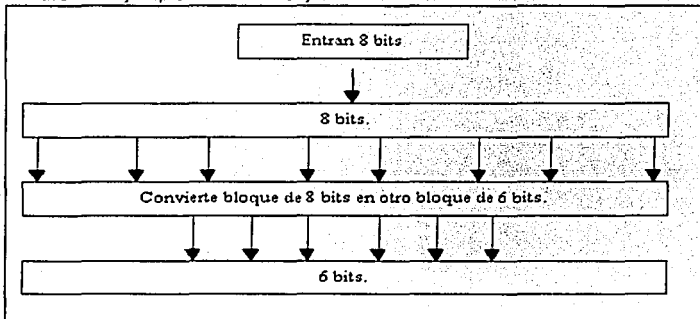 Entran 8 bits
8 bits.
Convierte bloque de 8 bits en otro bloque de 6 bits.
6 bits.